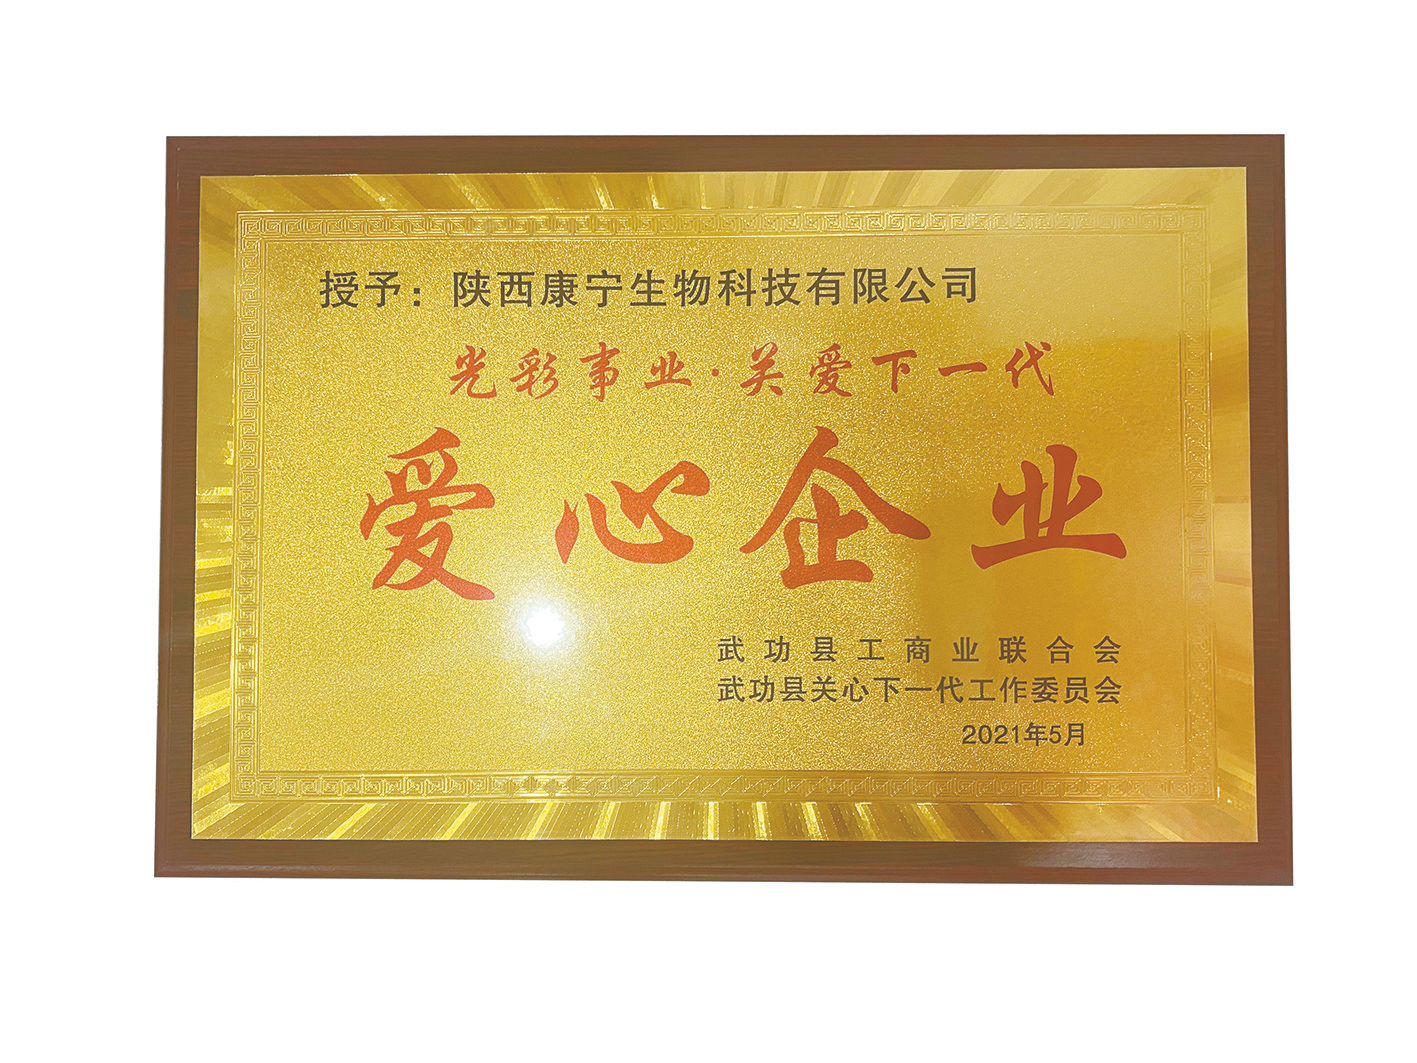 授予：陕西康宁生物科技有限公司
光彩事业·关爱下一代
爱心企业
武功县工商业联合会
武功县关心下一代工作委员会
2021年5月